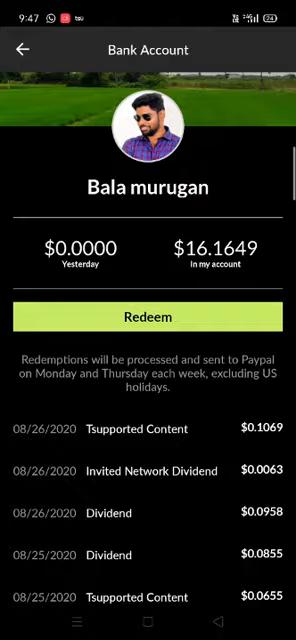 9:47
tsu
24
Bank Account
Bala murugan
$0.0000 $16.1649
Yesterday In my account
Redeem
Redemptions will be processed and sent to Paypal
on Monday and Thursday each week, excluding US
holidays.
08/26/2020 Tsupported Content $0.1069
08/26/2020 Invited Network Dividend $0.0063
08/26/2020 Dividend $0.0958
08/25/2020 Dividend $0.0855
08/25/2020 Tsupported Content $0.0655